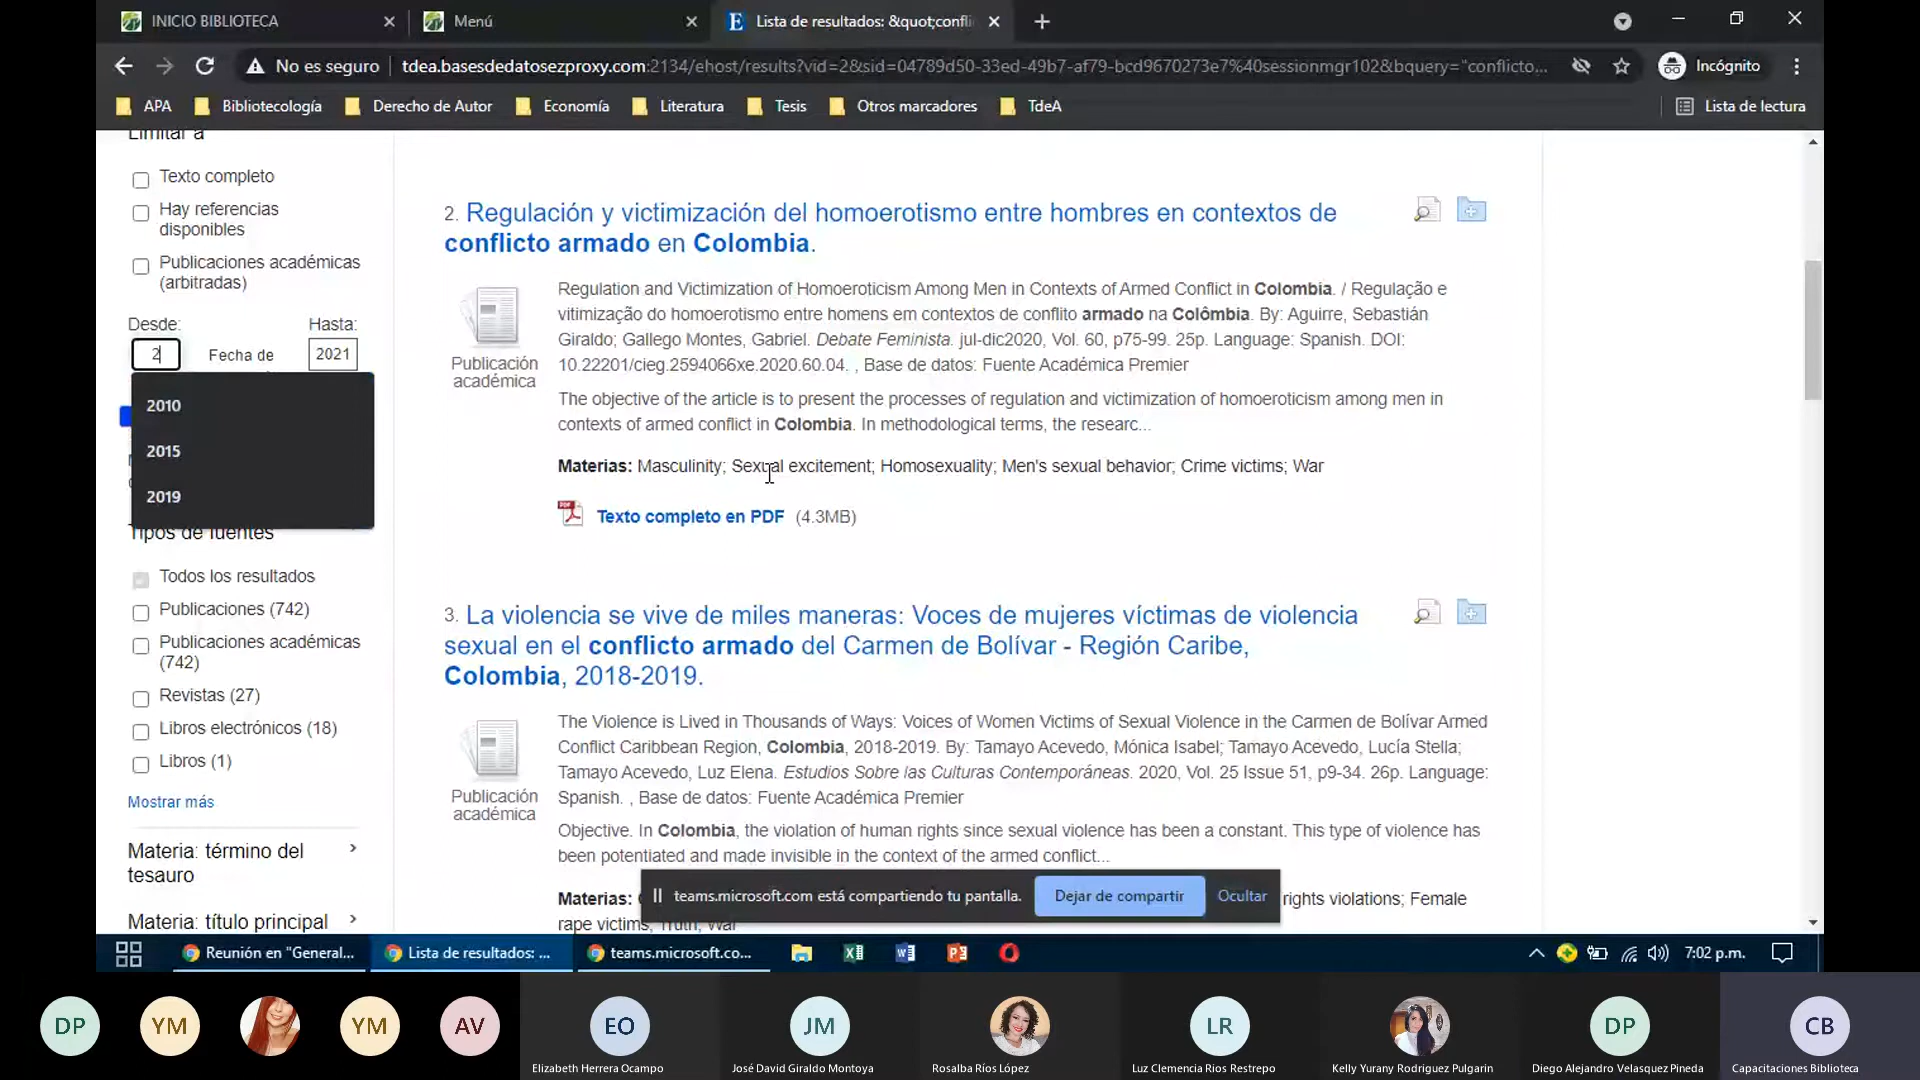 INICIO BIBLIOTECA
Menú
Lista de resultados: &quot;confli
No es seguro
tdea.basesdedatosezproxy.com:2134/ehost/results?vid=2&sid=04789d50-33ed-49b7-af79-bcd9670273e7%40sessionmgr102&bquery="conflicto...
Incógnito
APA
Bibliotecología
Derecho de Autor
Economía
Literatura
Tesis
Otros marcadores
TdeA
Lista de lectura
Limitar a
Texto completo
Hay referencias
disponibles
Publicaciones académicas
(arbitradas)
Desde:
Hasta:
2
Fecha de
2021
2010
2015
2019
Tipos de fuentes
Todos los resultados
Publicaciones (742)
Publicaciones académicas
(742)
Revistas (27)
Libros electrónicos (18)
Libros (1)
Mostrar más
Materia: término del
tesauro
Materia: título principal
2. Regulación y victimización del homoerotismo entre hombres en contextos de
conflicto armado en Colombia.
Publicación
académica
Regulation and Victimization of Homoeroticism Among Men in Contexts of Armed Conflict in Colombia. / Regulação e
vitimização do homoerotismo entre homens em contextos de conflito armado na Colômbia. By: Aguirre, Sebastián
Giraldo; Gallego Montes, Gabriel. Debate Feminista. jul-dic2020, Vol. 60, p75-99. 25p. Language: Spanish. DOI:
10.22201/cieg.2594066xe.2020.60.04. , Base de datos: Fuente Académica Premier
The objective of the article is to present the processes of regulation and victimization of homoeroticism among men in
contexts of armed conflict in Colombia. In methodological terms, the researc...
Materias: Masculinity; Sexual excitement; Homosexuality; Men's sexual behavior; Crime victims; War
Texto completo en PDF (4.3MB)
3. La violencia se vive de miles maneras: Voces de mujeres víctimas de violencia
sexual en el conflicto armado del Carmen de Bolívar - Región Caribe,
Colombia, 2018-2019.
Publicación
académica
The Violence is Lived in Thousands of Ways: Voices of Women Victims of Sexual Violence in the Carmen de Bolívar Armed
Conflict Caribbean Region, Colombia, 2018-2019. By: Tamayo Acevedo, Mónica Isabel; Tamayo Acevedo, Lucía Stella;
Tamayo Acevedo, Luz Elena. Estudios Sobre las Culturas Contemporáneas. 2020, Vol. 25 Issue 51, p9-34. 26p. Language:
Spanish. , Base de datos: Fuente Académica Premier
Objective. In Colombia, the violation of human rights since sexual violence has been a constant. This type of violence has
been potentiated and made invisible in the context of the armed conflict...
Materias: rights violations; Female
rape victims; Truth; War
teams.microsoft.com está compartiendo tu pantalla.
Dejar de compartir
Ocultar
Reunión en "General...
Lista de resultados: ...
teams.microsoft.co...
7:02 p.m.
DP
YM
YM
AV
EO
JM
LR
DP
CB
Elizabeth Herrera Ocampo
José David Giraldo Montoya
Rosalba Ríos López
Luz Clemencia Rios Restrepo
Kelly Yurany Rodriguez Pulgarin
Diego Alejandro Velasquez Pineda
Capacitaciones Biblioteca